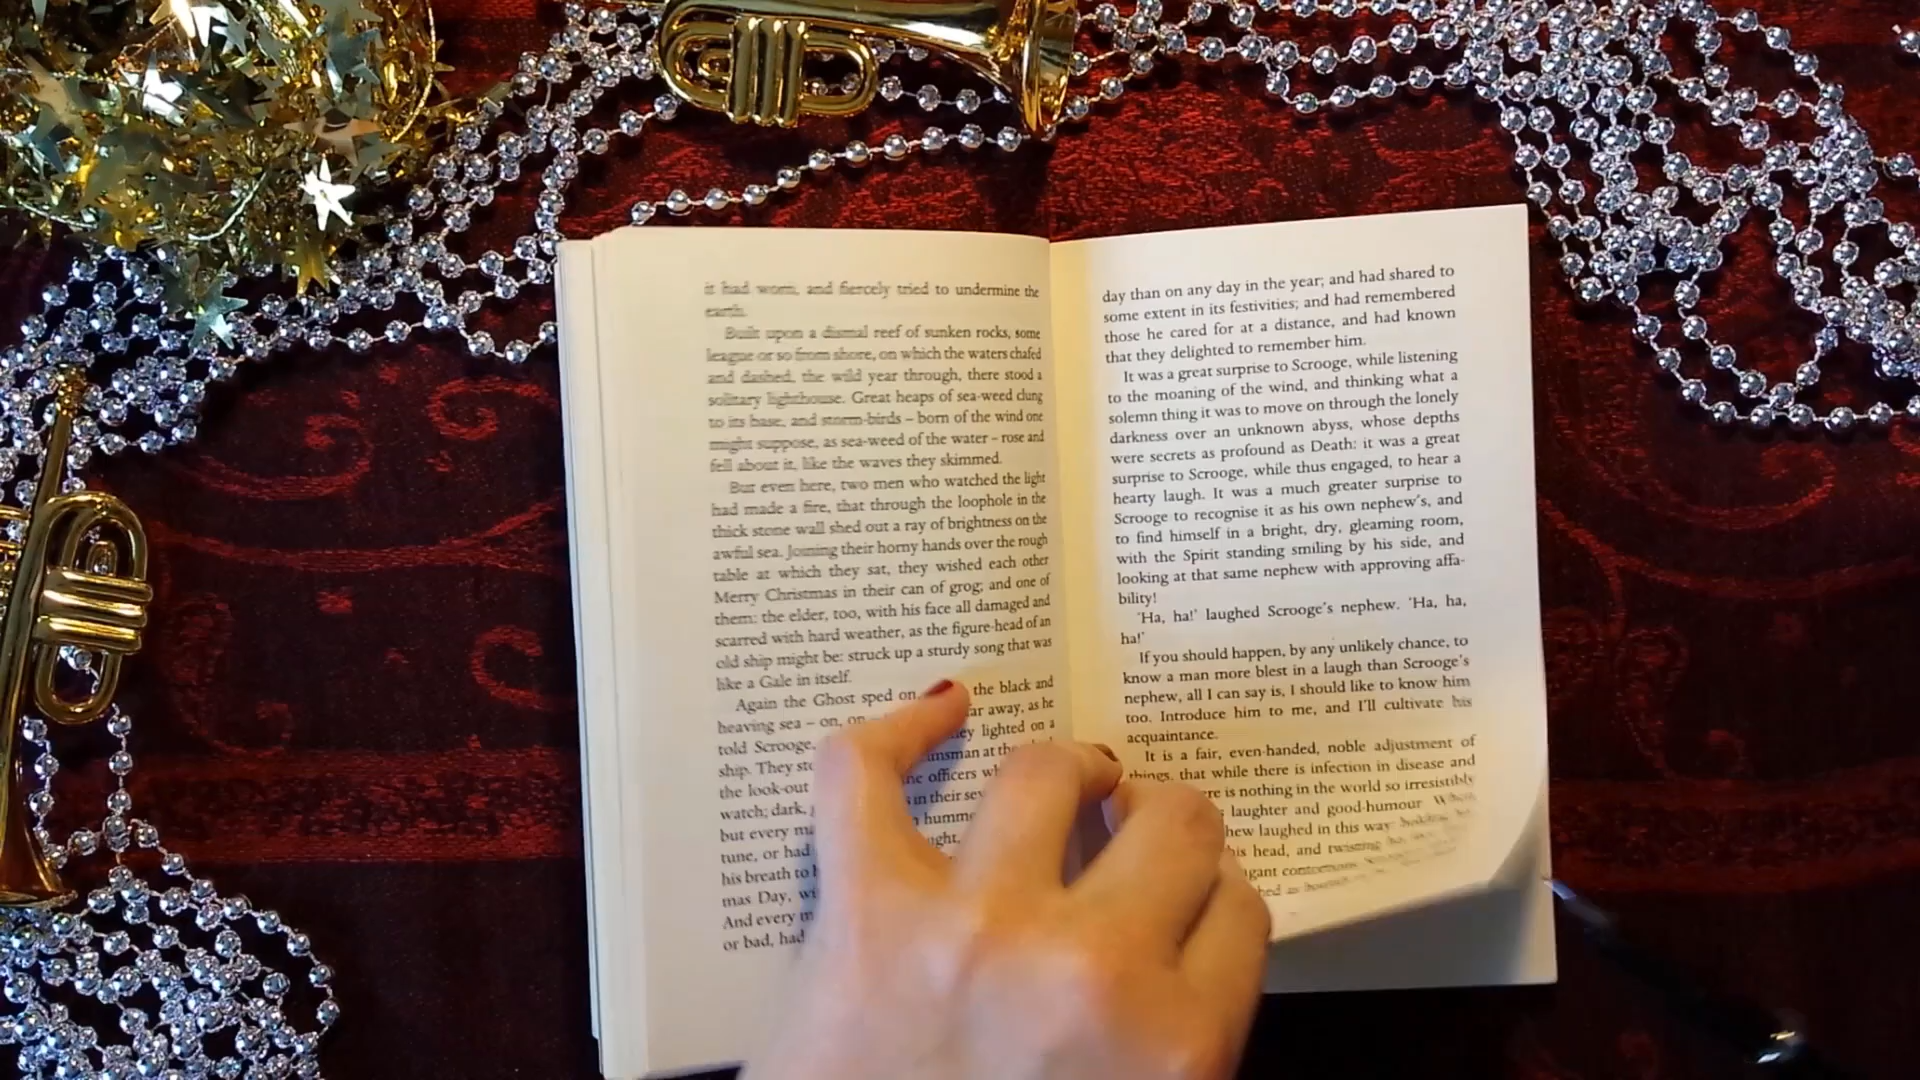 it had worn, and fiercely tried to undermine the
earth.
Built upon a dismal reef of sunken rocks, some
league or so from shore, on which the waters chafed
and dashed, the wild year through, there stood a
solitary lighthouse. Great heaps of sea-weed clung
to its base, and storm-birds – born of the wind one
might suppose, as sea-weed of the water – rose and
fell about it, like the waves they skimmed.
But even here, two men who watched the light
had made a fire, that through the loophole in the
thick stone wall shed out a ray of brightness on the
awful sea. Joining their horny hands over the rough
table at which they sat, they wished each other
Merry Christmas in their can of grog; and one of
them: the elder, too, with his face all damaged and
scarred with hard weather, as the figure-head of an
old ship might be: struck up a sturdy song that was
like a Gale in itself.
Again the Ghost sped on, the black and
heaving sea – on, on – far away, as he
told Scrooge, they lighted on a
ship. They at the
the look-out officers
watch; dark, in their
but every
tune, or had
his breath to
mas Day,
And every
or bad, had
day than on any day in the year; and had shared to
some extent in its festivities; and had remembered
those he cared for at a distance, and had known
that they delighted to remember him.
It was a great surprise to Scrooge, while listening
to the moaning of the wind, and thinking what a
solemn thing it was to move on through the lonely
darkness over an unknown abyss, whose depths
were secrets as profound as Death: it was a great
surprise to Scrooge, while thus engaged, to hear a
hearty laugh. It was a much greater surprise to
Scrooge to recognise it as his own nephew's, and
to find himself in a bright, dry, gleaming room,
with the Spirit standing smiling by his side, and
looking at that same nephew with approving affa-
bility!
'Ha, ha!' laughed Scrooge's nephew. 'Ha, ha,
ha!'
If you should happen, by any unlikely chance, to
know a man more blest in a laugh than Scrooge's
nephew, all I can say is, I should like to know him
too. Introduce him to me, and I'll cultivate his
acquaintance.
It is a fair, even-handed, noble adjustment of
things, that while there is infection in disease and
is nothing in the world so irresistibly
laughter and good-humour. When
laughed in this way: holding
his head, and twisting his
contortions